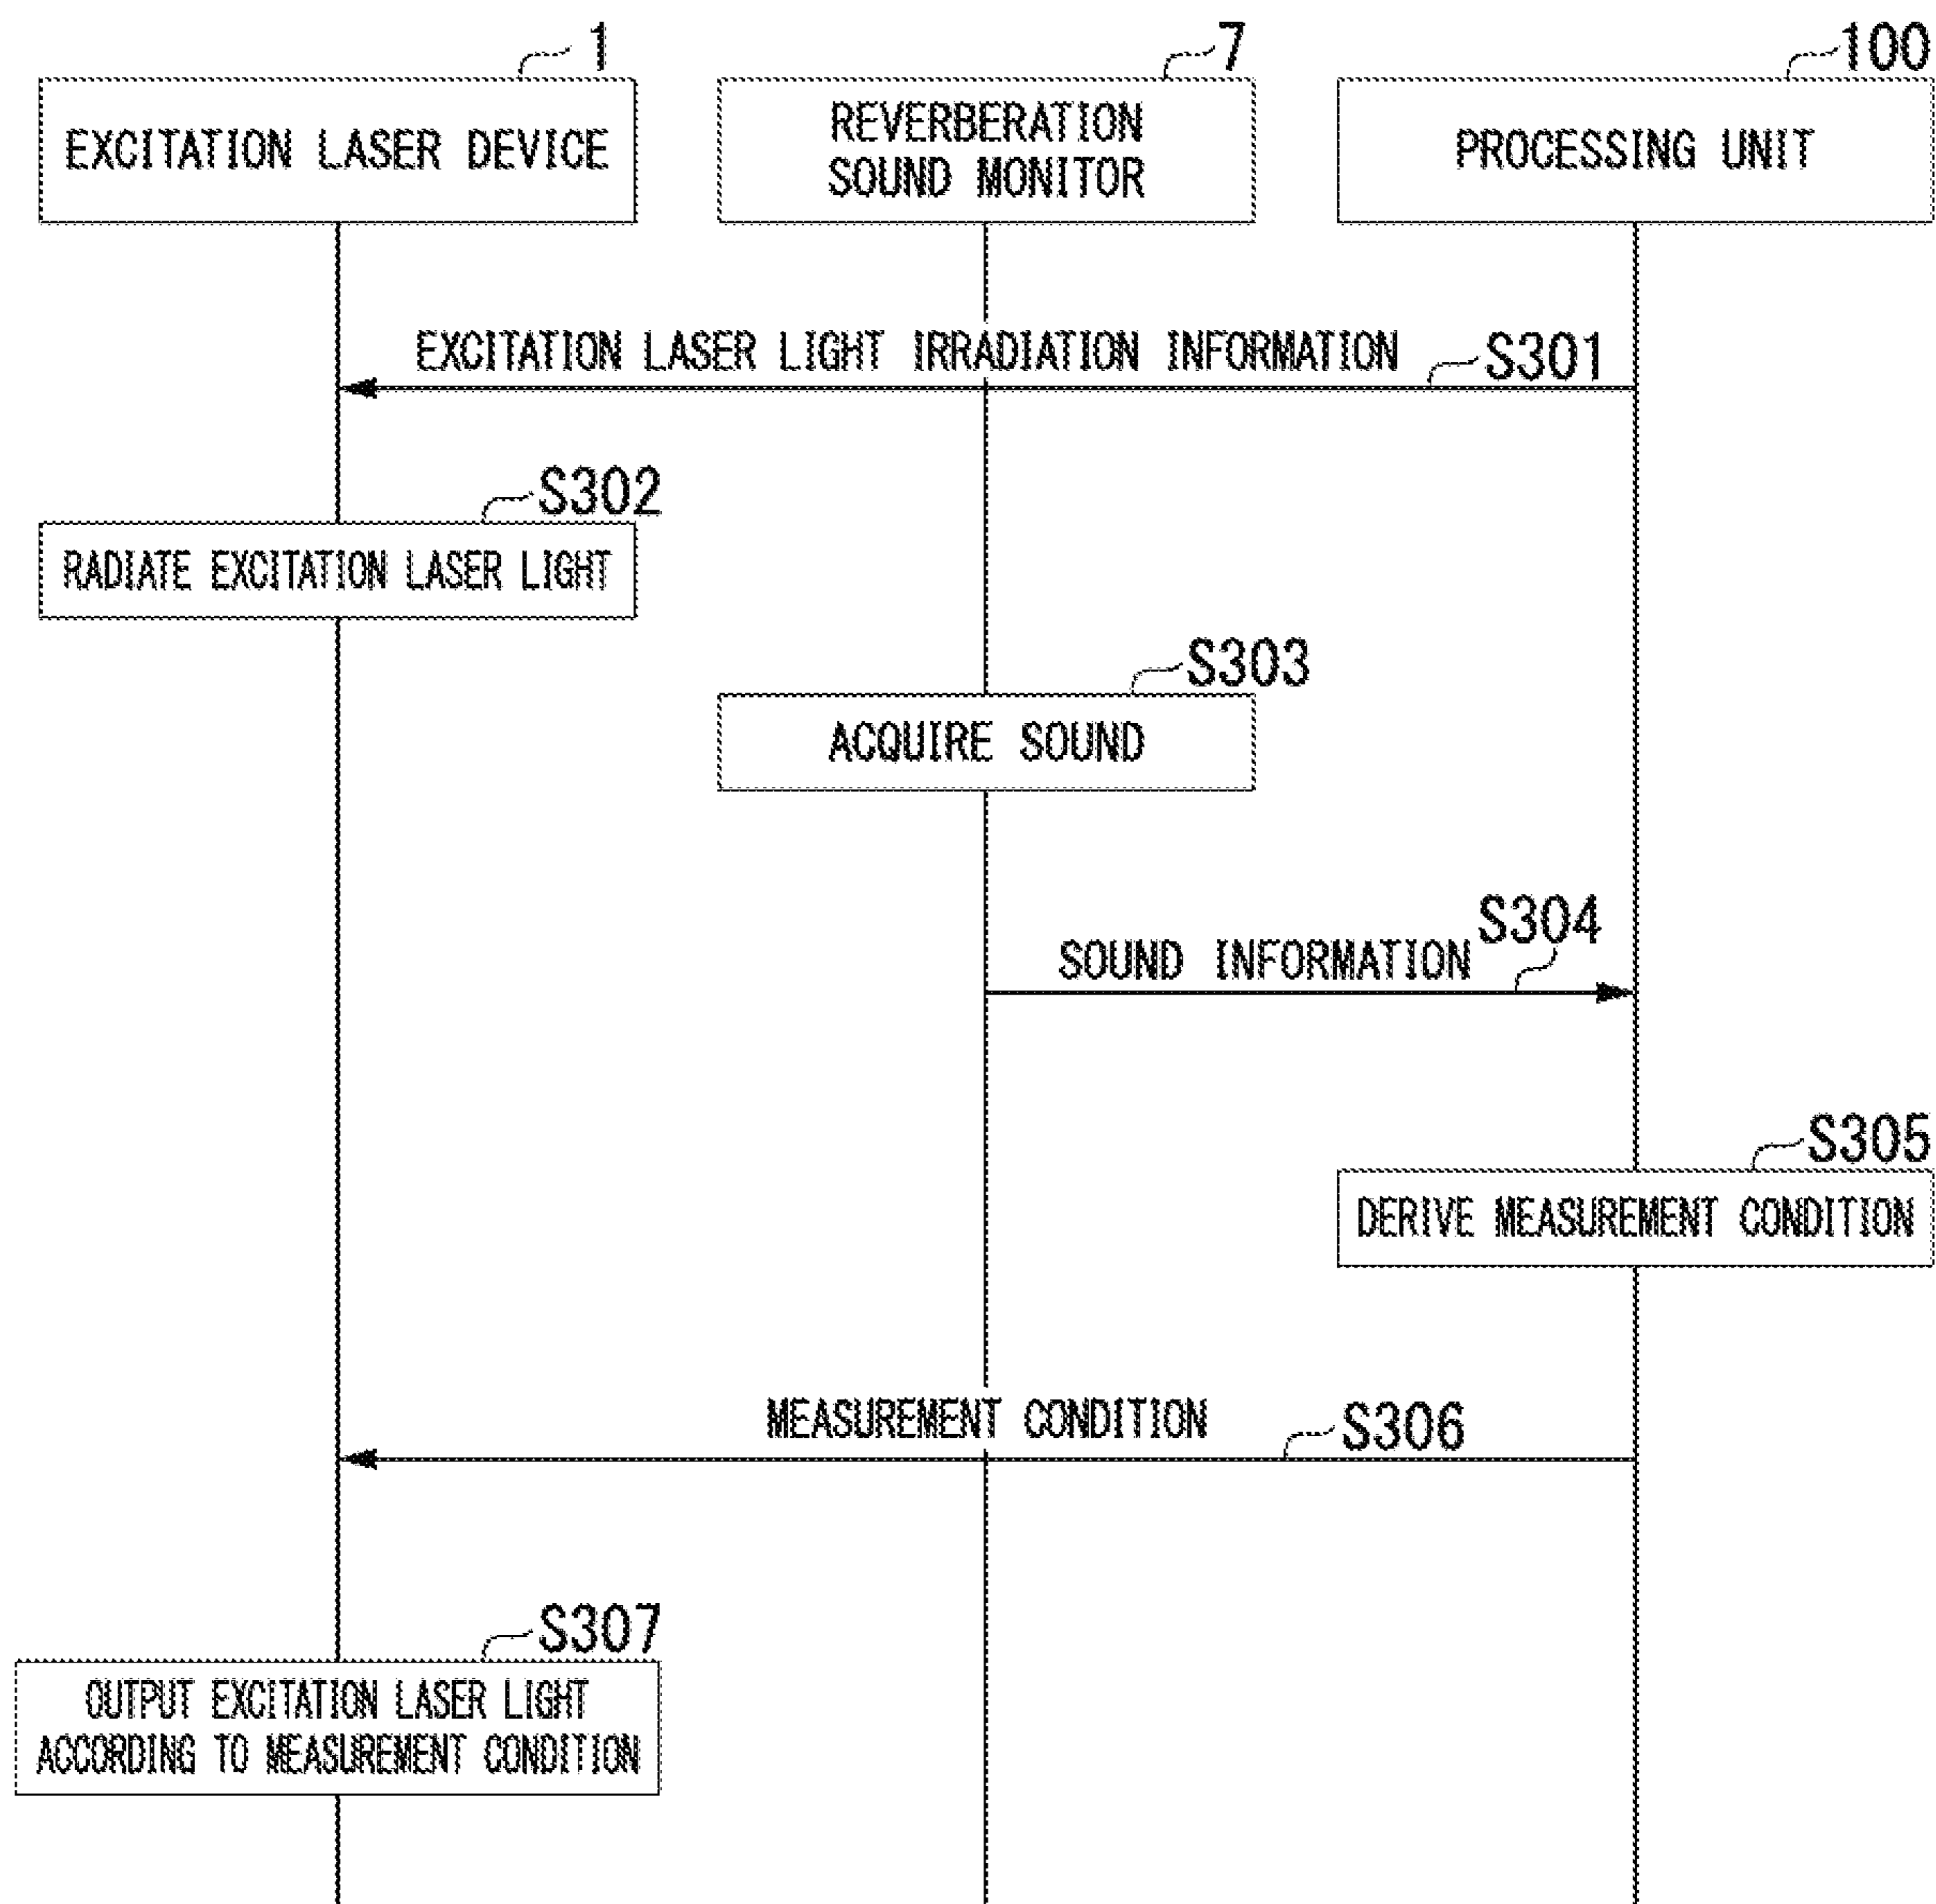 1
7
100
EXCITATION LASER DEVICE
REVERBERATION
SOUND MONITOR
PROCESSING UNIT
EXCITATION LASER LIGHT IRRADIATION INFORMATION
S301
S302
RADIATE EXCITATION LASER LIGHT
S303
ACQUIRE SOUND
S304
SOUND INFORMATION
S305
DERIVE MEASUREMENT CONDITION
MEASUREMENT CONDITION
S306
S307
OUTPUT EXCITATION LASER LIGHT
ACCORDING TO MEASUREMENT CONDITION